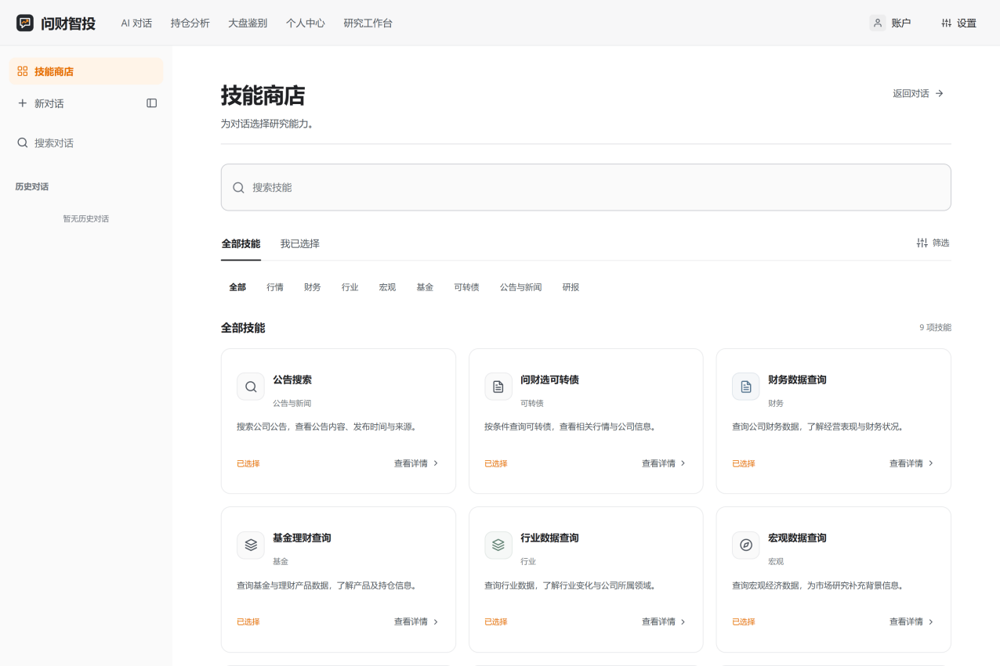 问财智投 AI 对话 持仓分析 大盘鉴别 个人中心 研究工作台 账户 设置
技能商店
新对话
搜索对话
历史对话
暂无历史对话
技能商店
返回对话
为对话选择研究能力。
搜索技能
全部技能 我已选择 筛选
全部 行情 财务 行业 宏观 基金 可转债 公告与新闻 研报
全部技能 9 项技能
公告搜索
公告与新闻
搜索公司公告，查看公告内容、发布时间与来源。
已选择 查看详情
问财选可转债
可转债
按条件查询可转债，查看相关行情与公司信息。
已选择 查看详情
财务数据查询
财务
查询公司财务数据，了解经营表现与财务状况。
已选择 查看详情
基金理财查询
基金
查询基金与理财产品数据，了解产品及持仓信息。
已选择 查看详情
行业数据查询
行业
查询行业数据，了解行业变化与公司所属领域。
已选择 查看详情
宏观数据查询
宏观
查询宏观经济数据，为市场研究补充背景信息。
已选择 查看详情